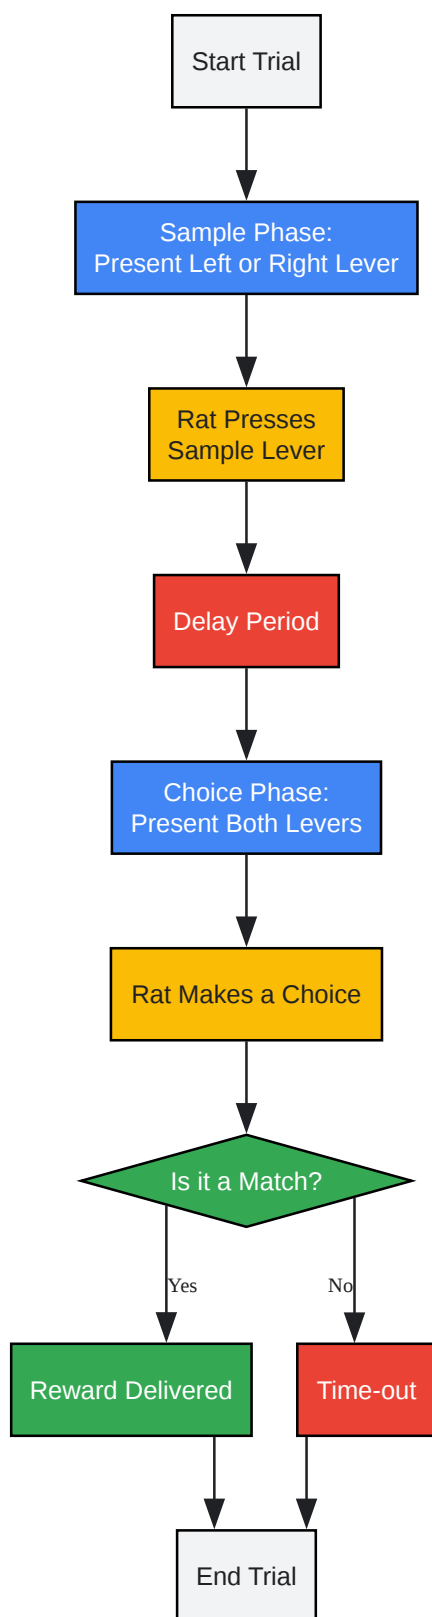 Start Trial
Sample Phase:
Present Left or Right Lever
Rat Presses
Sample Lever
Delay Period
Choice Phase:
Present Both Levers
Rat Makes a Choice
Is it a Match?
Yes
No
Reward Delivered
Time-out
End Trial